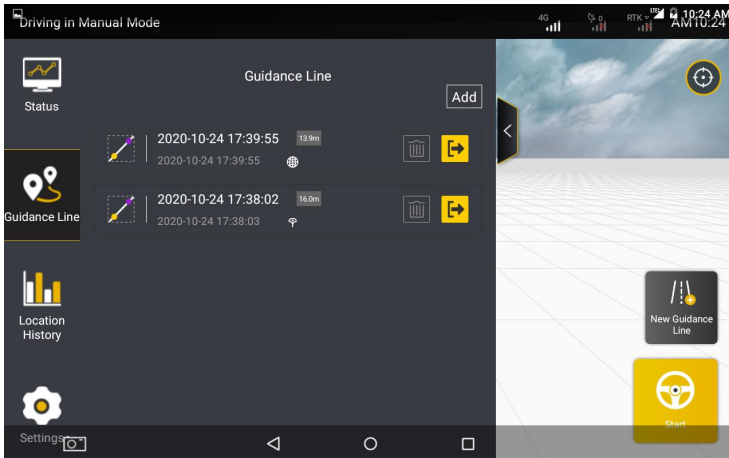 Driving in Manual Mode
4G
0
RTK
LTE
10:24 AM
AM10:24
Status
Guidance Line
Add
2020-10-24 17:39:55 13.9m
2020-10-24 17:39:55
Guidance Line
2020-10-24 17:38:02 16.0m
2020-10-24 17:38:03
Location
History
New Guidance
Line
Start
Settings